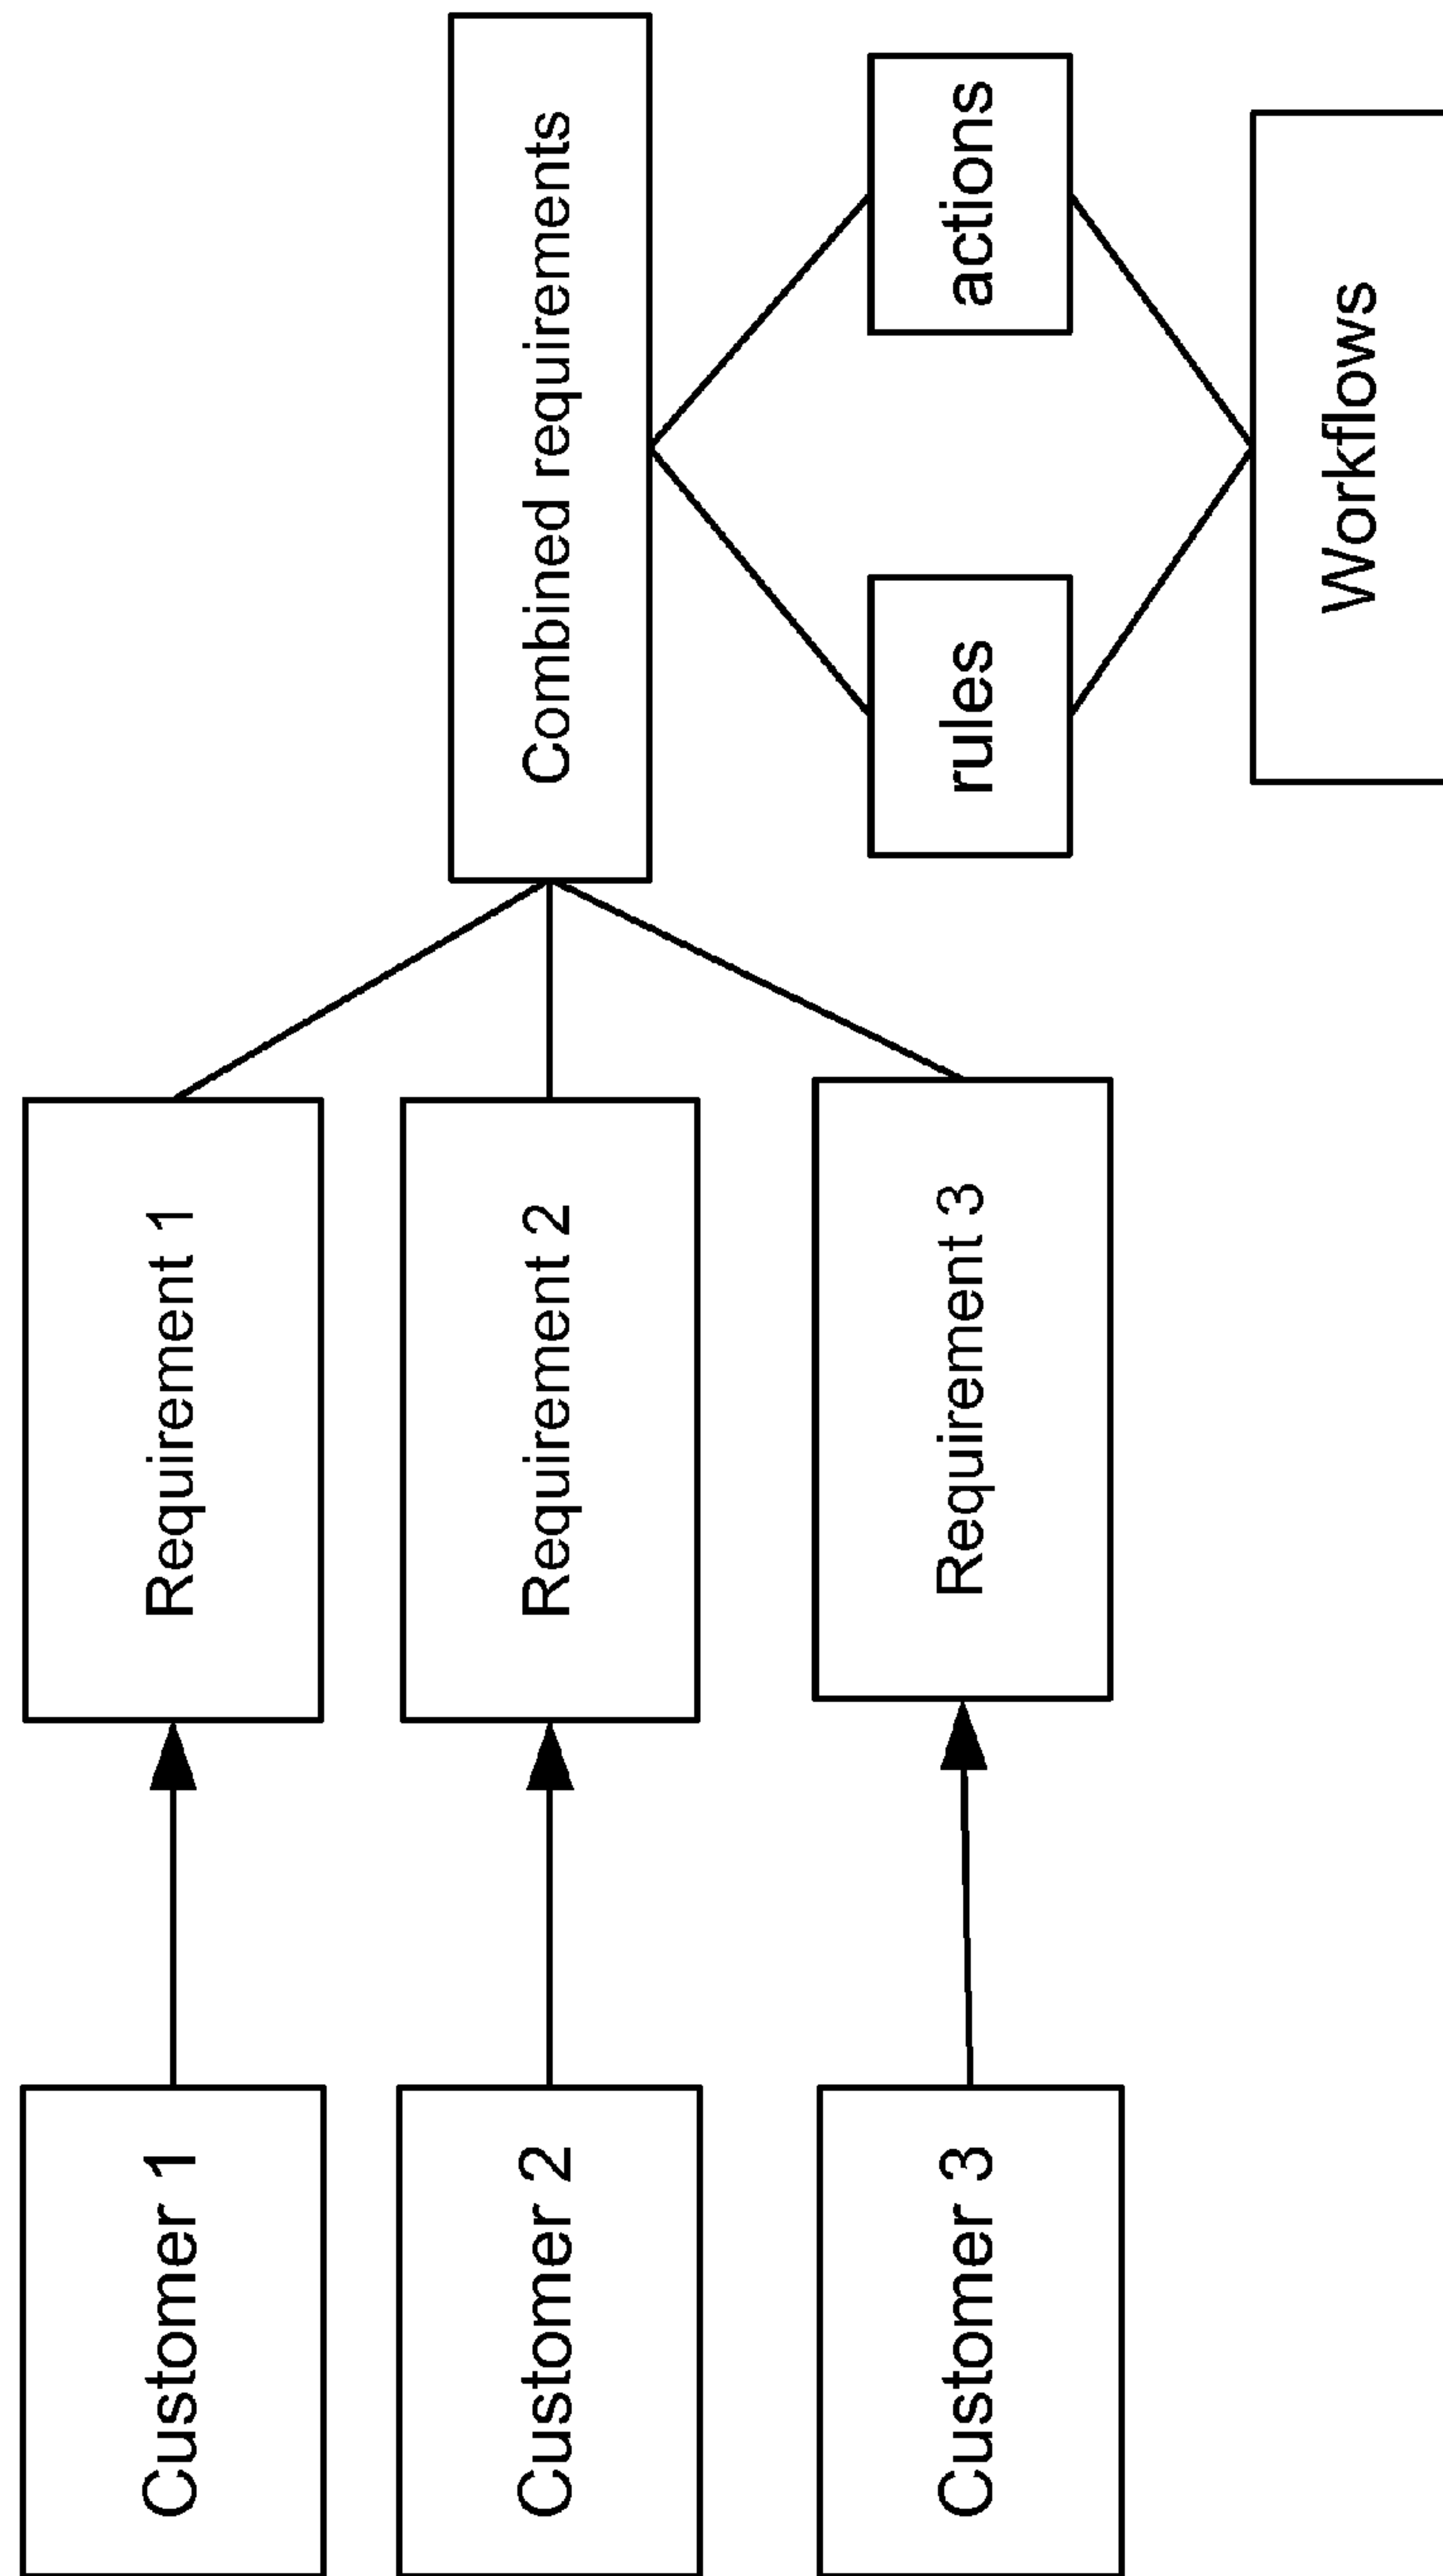 Customer 1
Requirement 1
Customer 2
Requirement 2
Combined requirements
Customer 3
Requirement 3
rules
actions
Workflows